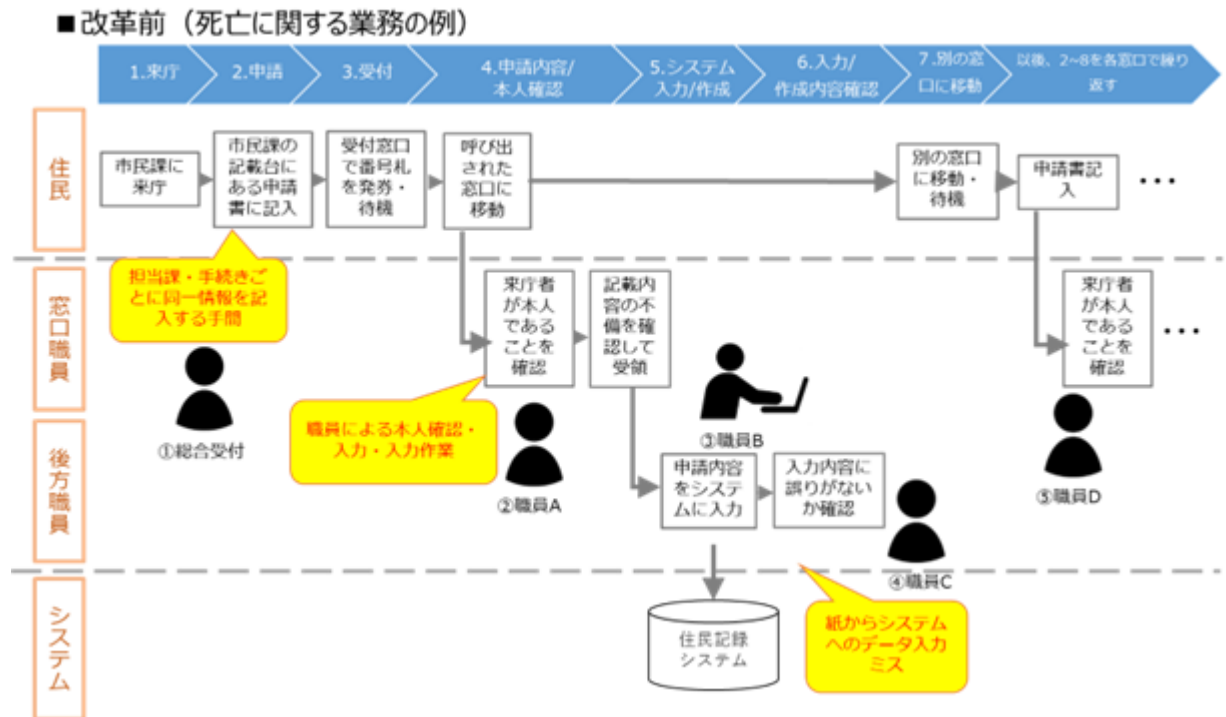 ■改革前（死亡に関する業務の例）
1.来庁
2.申請
3.受付
4.申請内容/
本人確認
5.システム
入力/作成
6.入力/
作成内容確認
7.別の窓
口に移動
以後、2~8を各窓口で繰り
返す
住民
市民課に
来庁
市民課の
記載台に
ある申請
書に記入
受付窓口
で番号札
を発券・
待機
呼び出
された
窓口に
移動
別の窓口
に移動・
待機
申請書記
入
・・・
担当課・手続きご
とに同一情報を記
入する手間
窓口職員
来庁者
が本人
である
ことを
確認
記載内
容の不
備を確
認して
受領
来庁者
が本人
である
ことを
確認
・・・
①総合受付
職員による本人確認・
入力・入力作業
②職員A
③職員B
⑤職員D
後方職員
申請内容
をシステ
ムに入力
入力内容に
誤りがない
か確認
④職員C
システム
住民記録
システム
紙からシステム
へのデータ入力
ミス